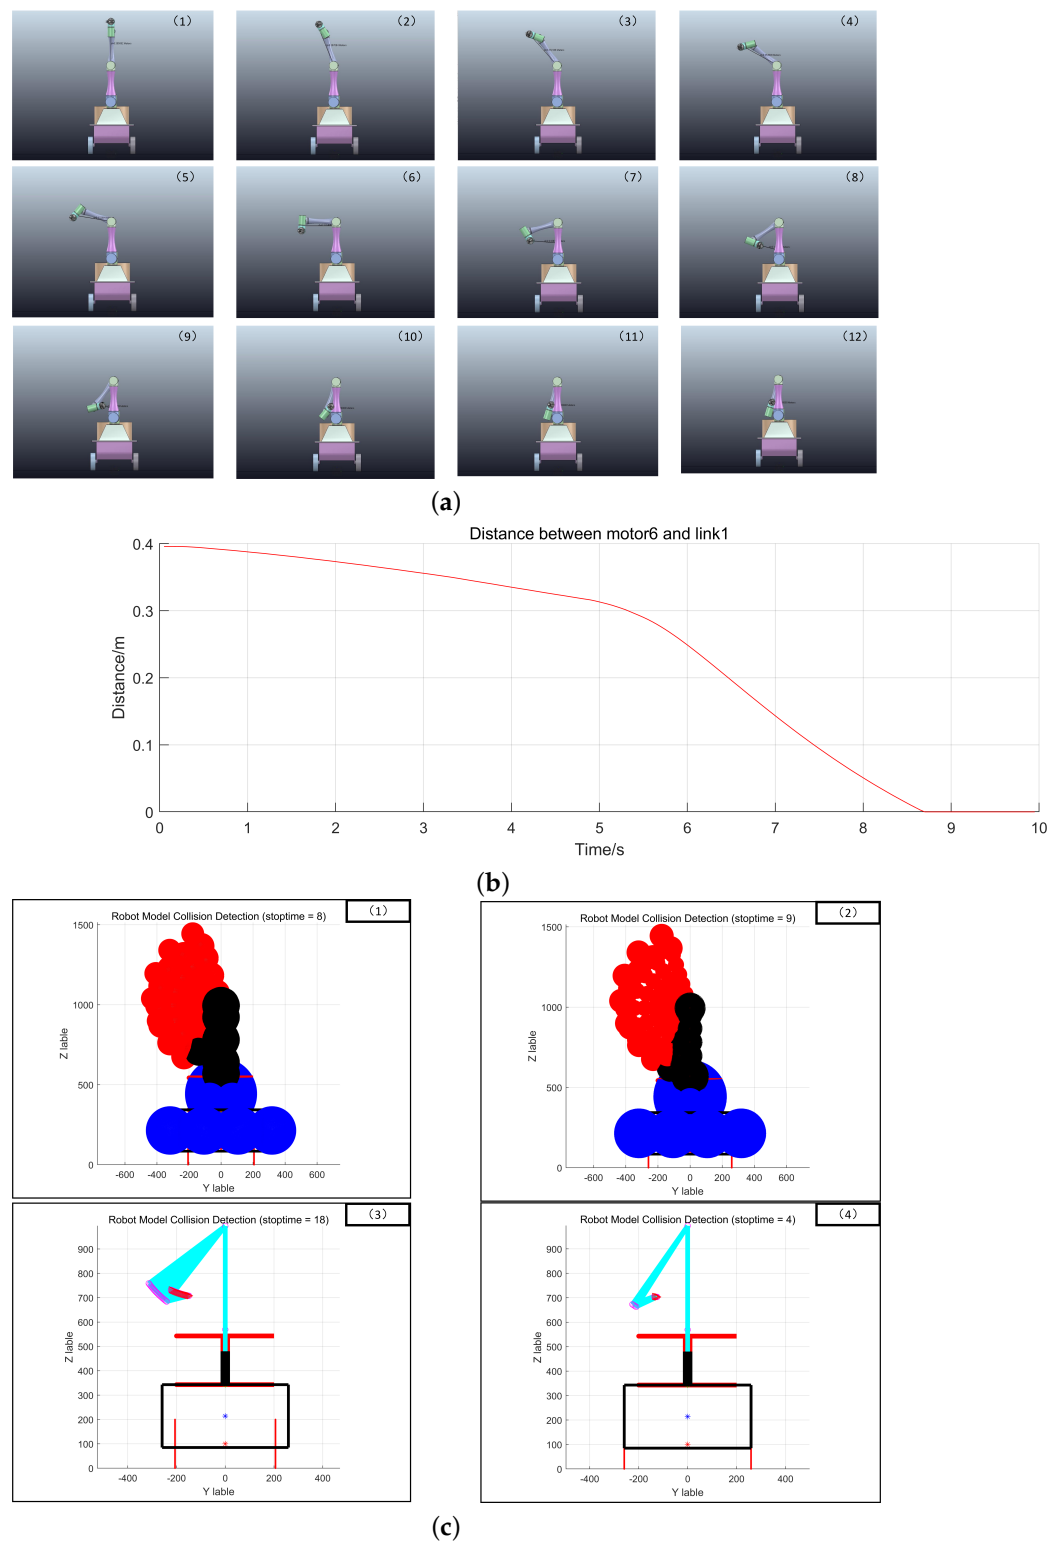 （1） （2） （3） （4）
（5） （6） （7） （8）
（9） （10） （11） （12）
(a)
Distance between motor6 and link1
0.4
0.3
0.2
0.1
0
Distance/m
0 1 2 3 4 5 6 7 8 9 10
Time/s
(b)
（1）
Robot Model Collision Detection (stoptime = 8)
1500
1000
500
0
Z lable
-600 -400 -200 0 200 400 600
Y lable
（2）
Robot Model Collision Detection (stoptime = 9)
1500
1000
500
0
Z lable
-600 -400 -200 0 200 400 600
Y lable
（3）
Robot Model Collision Detection (stoptime = 18)
900
800
700
600
500
400
300
200
100
0
Z lable
-400 -200 0 200 400
Y lable
（4）
Robot Model Collision Detection (stoptime = 4)
900
800
700
600
500
400
300
200
100
0
Z lable
-400 -200 0 200 400
Y lable
(c)